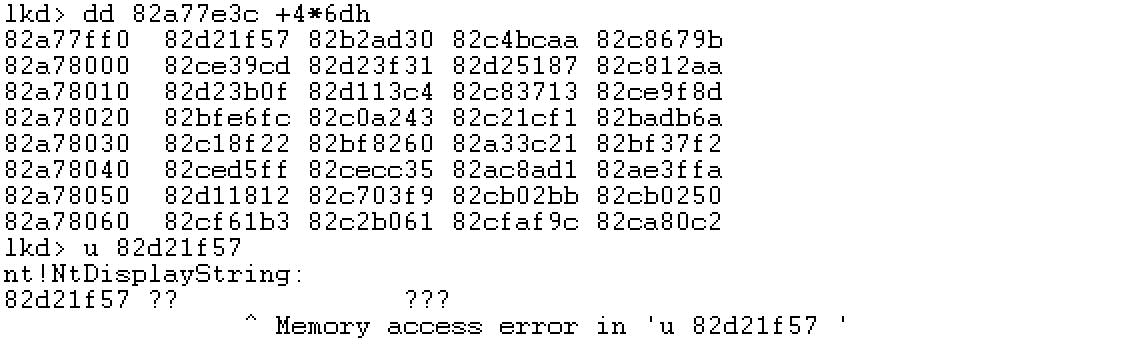 lkd> dd 82a77e3c +4*6dh
82a77ff0  82d21f57 82b2ad30 82c4bcaa 82c8679b
82a78000  82ce39cd 82d23f31 82d25187 82c812aa
82a78010  82d23b0f 82d113c4 82c83713 82ce9f8d
82a78020  82bfe6fc 82c0a243 82c21cf1 82badb6a
82a78030  82c18f22 82bf8260 82a33c21 82bf37f2
82a78040  82ced5ff 82cecc35 82ac8ad1 82ae3ffa
82a78050  82d11812 82c703f9 82cb02bb 82cb0250
82a78060  82cf61b3 82c2b061 82cfaf9c 82ca80c2
lkd> u 82d21f57
nt!NtDisplayString:
82d21f57 ??              ???
               ^ Memory access error in 'u 82d21f57 '